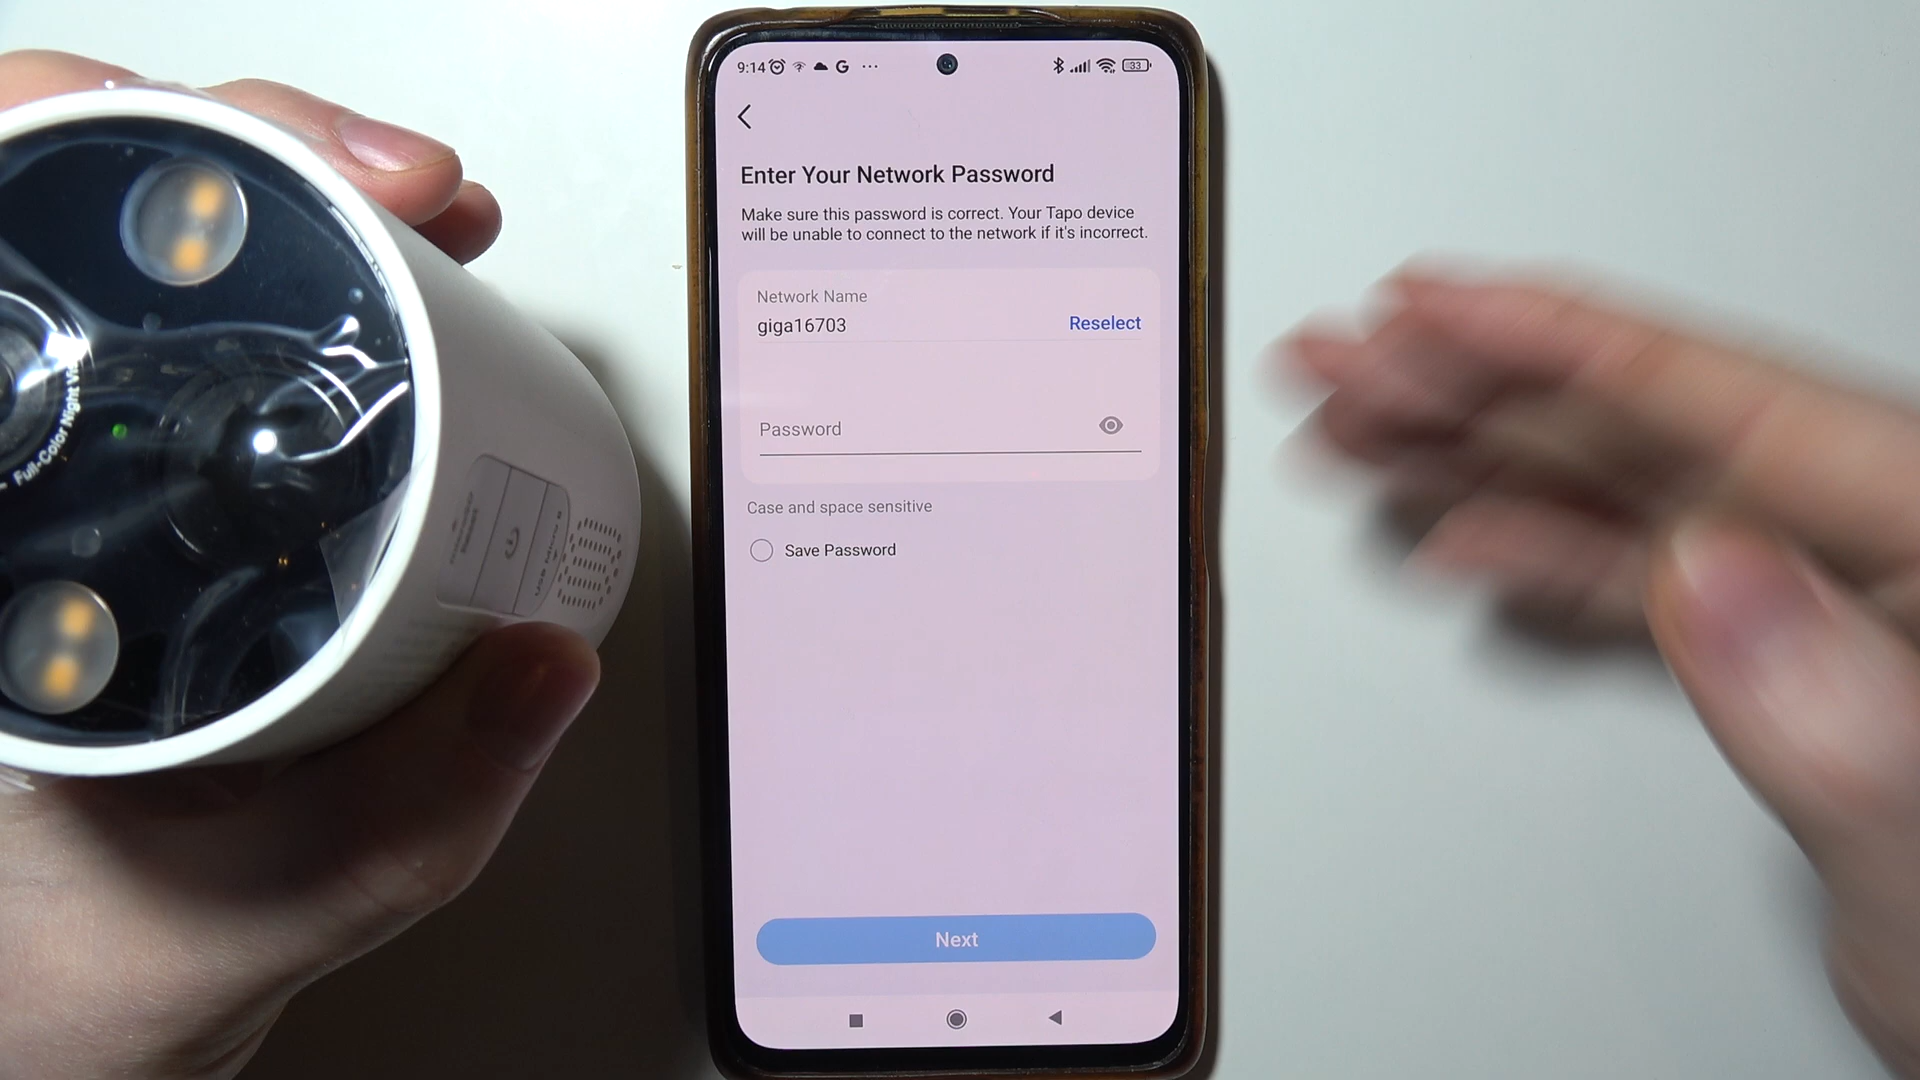 9:14
33
Enter Your Network Password
Make sure this password is correct. Your Tapo device
will be unable to connect to the network if it's incorrect.
Network Name
giga16703
Reselect
Password
Case and space sensitive
Save Password
Next
Full-Color Night